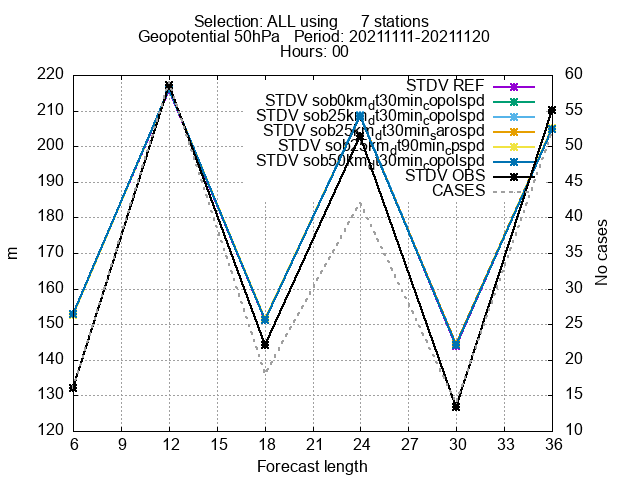 Selection: ALL using 7 stations
Geopotential 50hPa Period: 20211111-20211120
Hours: 00
STDV REF
STDV sob0km_dt30min_copolspd
STDV sob25km_dt30min_copolspd
STDV sob25km_dt30min_sarospd
STDV km_dt90min_cpspd
STDV sob50km_dt30min_copolspd
STDV OBS
CASES
220
210
200
190
180
170
160
150
140
130
120
m
60
55
50
45
40
35
30
25
20
15
10
No cases
6 9 12 15 18 21 24 27 30 33 36
Forecast length